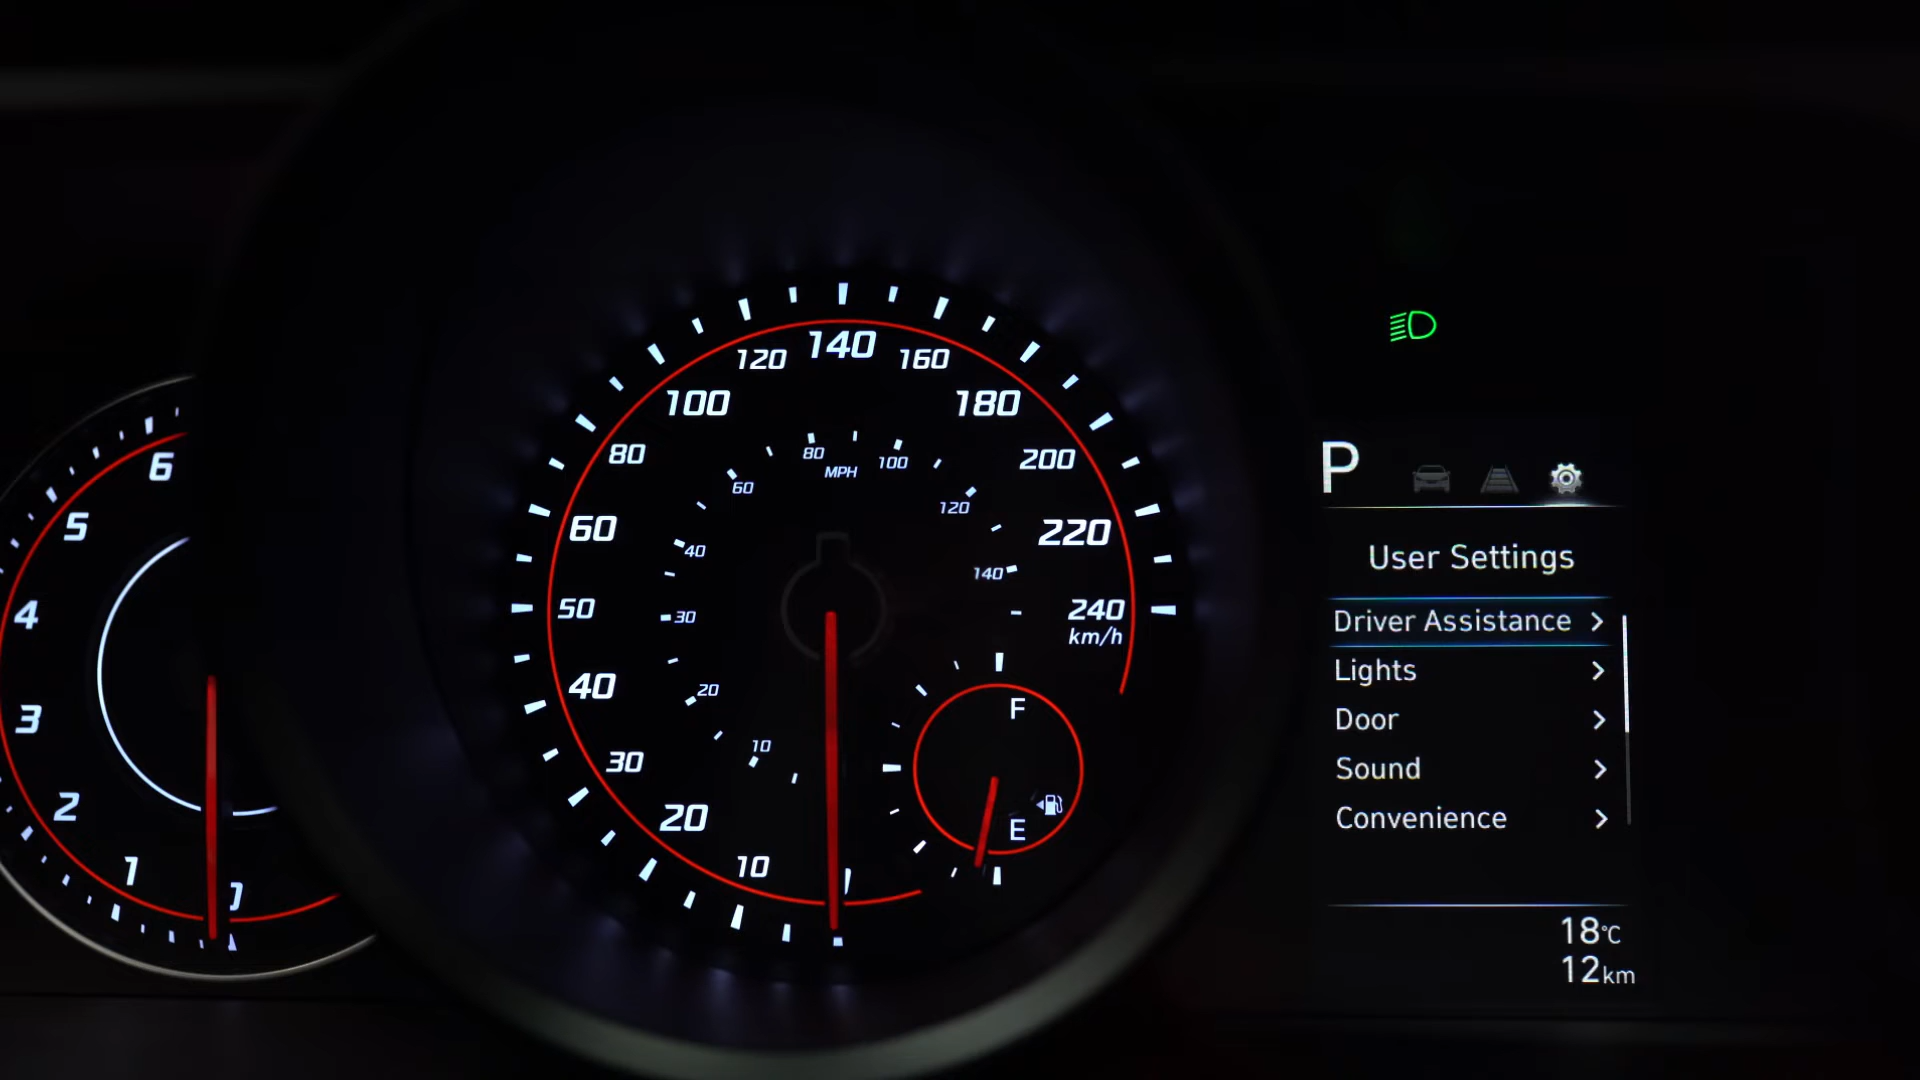 6
5
4
3
2
1
140
120
160
100
180
80
200
60
220
50
240
km/h
40
30
20
10
80
MPH
100
60
120
40
140
30
20
10
F
E
P
User Settings
Driver Assistance >
Lights >
Door >
Sound >
Convenience >
18°C
12km